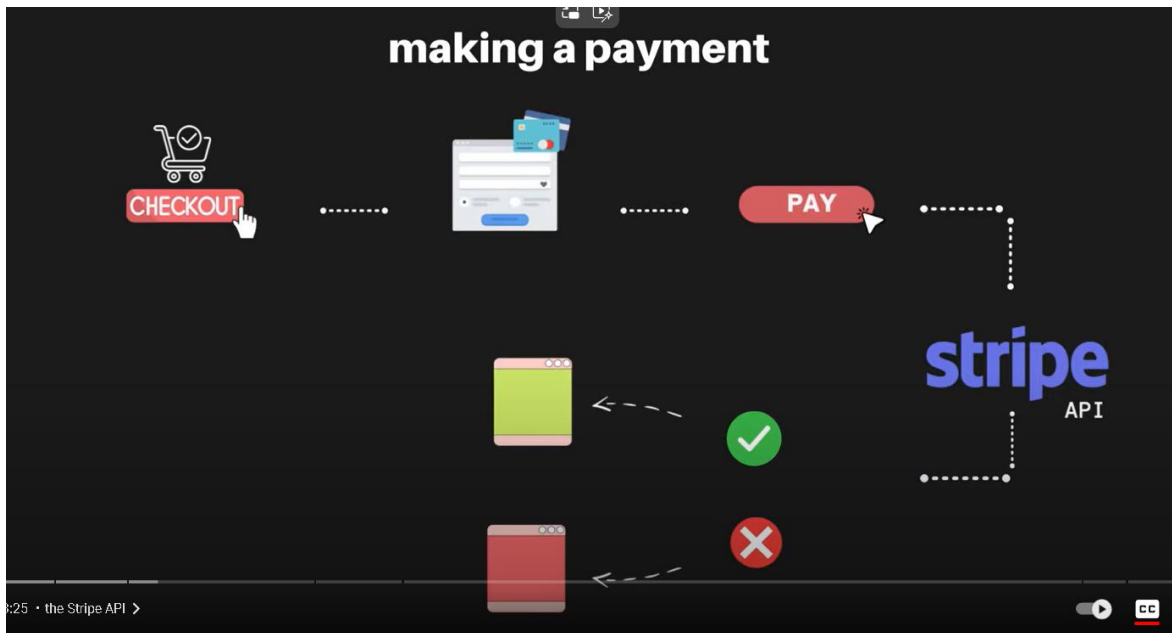 making a payment
CHECKOUT
PAY
stripe
API
:25 • the Stripe API >
CC